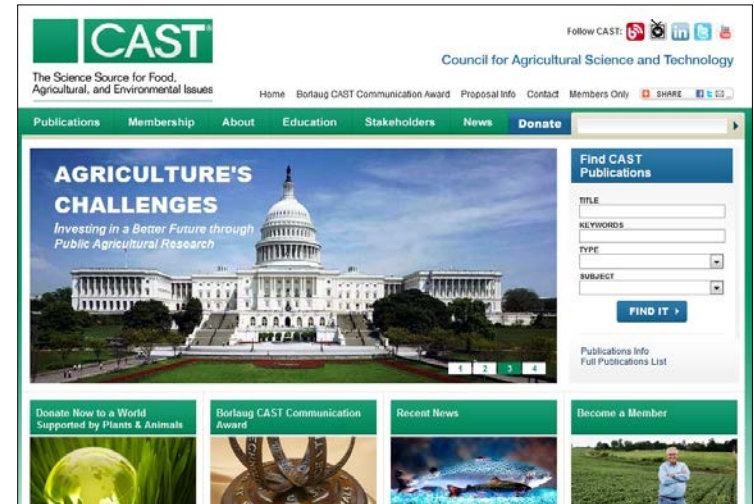 CAST
Follow CAST:
Council for Agricultural Science and Technology
The Science Source for Food,
Agricultural, and Environmental Issues
Home Borlaug CAST Communication Award Proposal Info Contact Members Only SHARE
Publications Membership About Education Stakeholders News Donate
AGRICULTURE'S
CHALLENGES
Investing in a Better Future through
Public Agricultural Research
1 2 3 4
Find CAST
Publications
TITLE
KEYWORDS
TYPE
SUBJECT
FIND IT
Publications Info
Full Publications List
Donate Now to a World
Supported by Plants & Animals
Borlaug CAST Communication
Award
Recent News
Become a Member